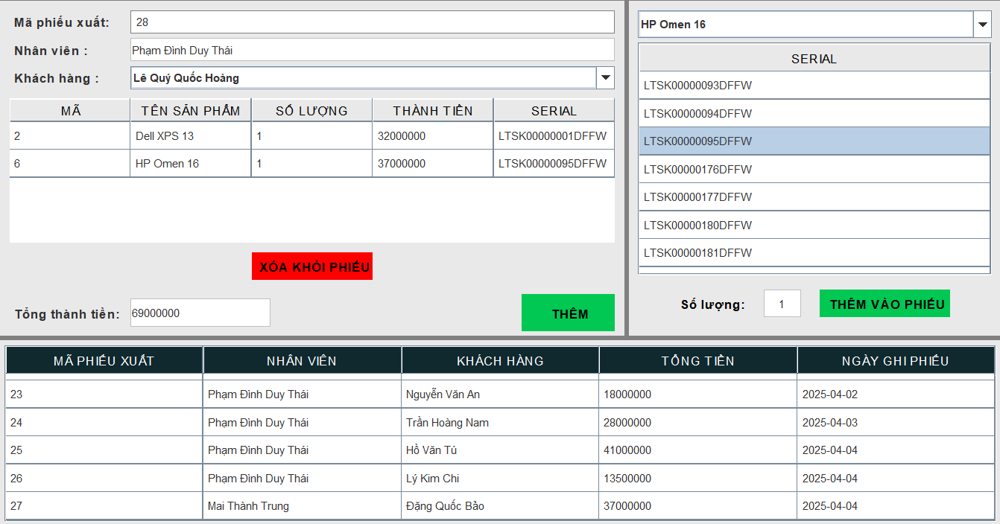 Mã phiếu xuất: 28
Nhân viên : Phạm Đình Duy Thái
Khách hàng : Lê Quý Quốc Hoàng
MÃ TÊN SẢN PHẨM SỐ LƯỢNG THÀNH TIỀN SERIAL
2 Dell XPS 13 1 32000000 LTSK00000001DFFW
6 HP Omen 16 1 37000000 LTSK00000095DFFW
XÓA KHỎI PHIẾU
Tổng thành tiền: 69000000 THÊM
HP Omen 16
SERIAL
LTSK00000093DFFW
LTSK00000094DFFW
LTSK00000095DFFW
LTSK00000176DFFW
LTSK00000177DFFW
LTSK00000180DFFW
LTSK00000181DFFW
Số lượng: 1 THÊM VÀO PHIẾU
MÃ PHIẾU XUẤT NHÂN VIÊN KHÁCH HÀNG TỔNG TIỀN NGÀY GHI PHIẾU
23 Phạm Đình Duy Thái Nguyễn Văn An 18000000 2025-04-02
24 Phạm Đình Duy Thái Trần Hoàng Nam 28000000 2025-04-03
25 Phạm Đình Duy Thái Hồ Văn Tú 41000000 2025-04-04
26 Phạm Đình Duy Thái Lý Kim Chi 13500000 2025-04-04
27 Mai Thành Trung Đặng Quốc Bảo 37000000 2025-04-04